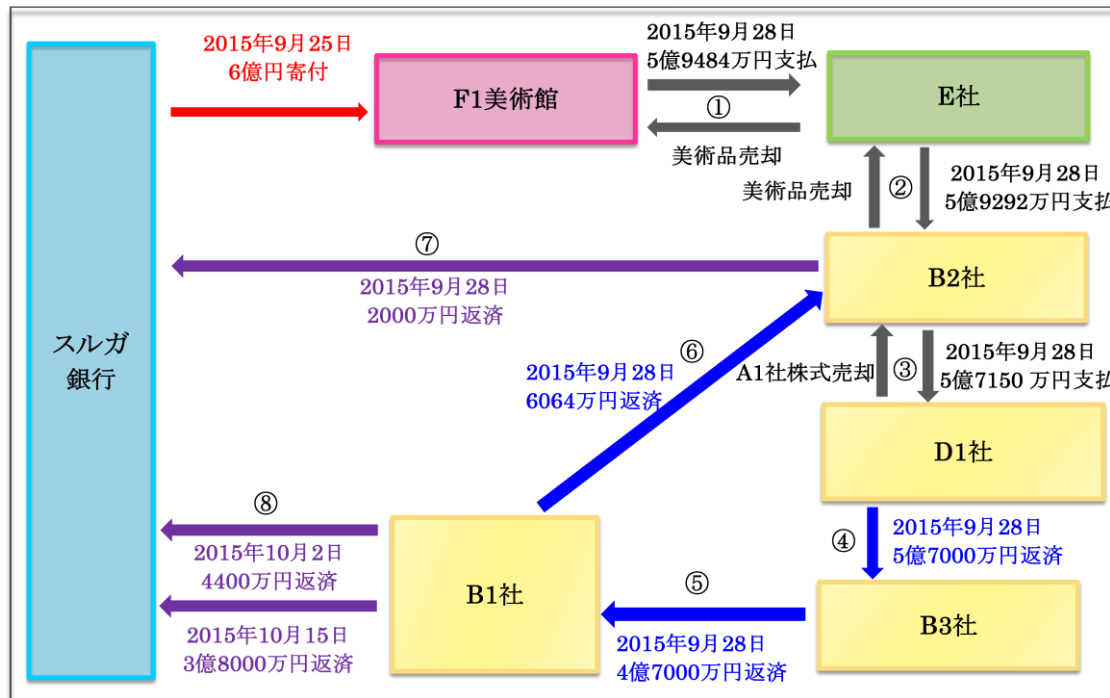 2015年9月25日
6億円寄付
2015年9月28日
5億9484万円支払
F1美術館
E社
①
美術品売却
美術品売却
②
2015年9月28日
5億9292万円支払
⑦
2015年9月28日
2000万円返済
B2社
スルガ
銀行
⑥
2015年9月28日
6064万円返済
A1社株式売却
③
2015年9月28日
5億7150 万円支払
D1社
⑧
2015年10月2日
4400万円返済
④
2015年9月28日
5億7000万円返済
B1社
⑤
B3社
2015年10月15日
3億8000万円返済
2015年9月28日
4億7000万円返済